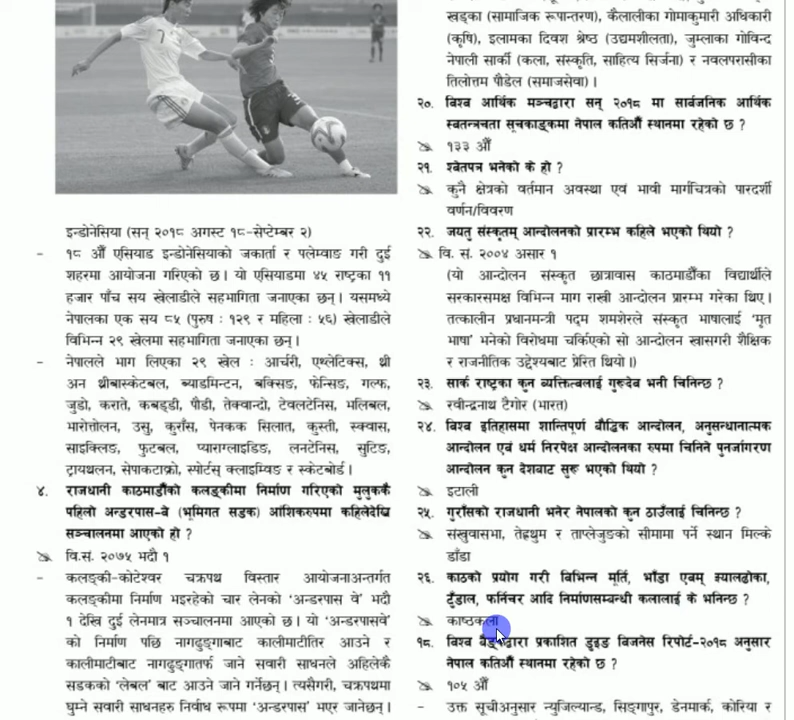 इन्डोनेसिया (सन् २०१८ अगस्ट १८-सेप्टेम्बर २)
- १८ औँ एसियाड इन्डोनेसियाको जकार्ता र पलेम्वाङ गरी दुई
शहरमा आयोजना गरिएको छ। यो एसियाडमा ४५ राष्ट्रका ११
हजार पाँच सय खेलाडीले सहभागिता जनाएका छन्। यसमध्ये
नेपालका एक सय ८५ (पुरुष : १२९ र महिला : ५६) खेलाडीले
विभिन्न २९ खेलमा सहभागिता जनाएका छन्।
- नेपालले भाग लिएका २९ खेल : आर्चरी, एथ्लेटिक्स, थ्री
अन थ्रीबास्केटबल, ब्याडमिन्टन, बक्सिङ, फेन्सिङ, गल्फ,
जुडो, कराते, कबड्डी, पौडी, तेक्वान्दो, टेबलटेनिस, भलिबल,
भारोत्तोलन, उसु, कुराँस, पेनकक सिलात, कुस्ती, स्क्वास,
साइक्लिङ, फुटबल, प्याराग्लाइडिङ, लनटेनिस, सुटिङ,
ट्रायथलन, सेपाकटाक्रो, स्पोर्टस् क्लाइम्विङ र स्केटबोर्ड।
४. राजधानी काठमाडौँको कलङ्कीमा निर्माण गरिएको मुलुककै
पहिलो अन्डरपास-वे (भूमिगत सडक) आंशिकरुपमा कहिलेदेखि
सञ्चालनमा आएको हो ?
वि.सं. २०७५ भदौ १
- कलङ्की-कोटेश्वर चक्रपथ विस्तार आयोजनाअन्तर्गत
कलङ्कीमा निर्माण भइरहेको चार लेनको 'अन्डरपास वे' भदौ
१ देखि दुई लेनमात्र सञ्चालनमा आएको छ। यो 'अन्डरपासवे'
को निर्माण पछि नागढुङ्गाबाट कालीमाटीतिर आउने र
कालीमाटीबाट नागढुङ्गातर्फ जाने सवारी साधनले अहिलेकै
सडकको 'लेबल' बाट आउने जाने गर्नेछन्। त्यसैगरी, चक्रपथमा
घुम्ने सवारी साधनहरु निर्वाध रूपमा 'अन्डरपास' भएर जानेछन्।
खड्का (सामाजिक रूपान्तरण), कैलालीका गोमाकुमारी अधिकारी
(कृषि), इलामका दिवश श्रेष्ठ (उद्यमशीलता), जुम्लाका गोविन्द
नेपाली सार्की (कला, संस्कृति, साहित्य सिर्जना) र नवलपरासीका
तिलोत्तम पौडेल (समाजसेवा)।
२०. विश्व आर्थिक मञ्चद्वारा सन् २०१८ मा सार्वजनिक आर्थिक
स्वतन्त्रचता सूचकाङ्कमा नेपाल कतिऔँ स्थानमा रहेको छ ?
१३३ औँ
२१. श्वेतपत्र भनेको के हो ?
कुनै क्षेत्रको वर्तमान अवस्था एवं भावी मार्गचित्रको पारदर्शी
वर्णन/विवरण
२२. जयतु संस्कृतम् आन्दोलनको प्रारम्भ कहिले भएको थियो ?
वि. सं. २००४ असार १
(यो आन्दोलन संस्कृत छात्रावास काठमाडौँका विद्यार्थीले
सरकारसमक्ष विभिन्न माग राखी आन्दोलन प्रारम्भ गरेका थिए।
तत्कालीन प्रधानमन्त्री पद्म शमशेरले संस्कृत भाषालाई 'मृत
भाषा' भनेको विरोधमा चर्किएको सो आन्दोलन खासगरी शैक्षिक
र राजनीतिक उद्देश्यबाट प्रेरित थियो।)
२३. सार्क राष्ट्रका कुन व्यक्तित्वलाई गुरूदेव भनी चिनिन्छ ?
रवीन्द्रनाथ टैगोर (भारत)
२४. विश्व इतिहासमा शान्तिपूर्ण बौद्धिक आन्दोलन, अनुसन्धानात्मक
आन्दोलन एवं धर्म निरपेक्ष आन्दोलनका रुपमा चिनिने पुनर्जागरण
आन्दोलन कुन देशबाट सुरू भएको थियो ?
इटाली
२५. गुराँसको राजधानी भनेर नेपालको कुन ठाउँलाई चिनिन्छ ?
संखुवासभा, तेह्रथुम र ताप्लेजुङको सीमामा पर्ने स्थान मिल्के
डाँडा
२६. काठको प्रयोग गरी विभिन्न मूर्ति, भाँडा एवम् झ्यालढोका,
टुँडाल, फर्निचर आदि निर्माणसम्बन्धी कलालाई के भनिन्छ ?
काष्ठकला
१८. विश्व बैङ्कद्वारा प्रकाशित डुइङ बिजनेस रिपोर्ट-२०१८ अनुसार
नेपाल कतिऔँ स्थानमा रहेको छ ?
१०५ औँ
- उक्त सूचीअनुसार न्युजिल्यान्ड, सिङ्गापुर, डेनमार्क, कोरिया र